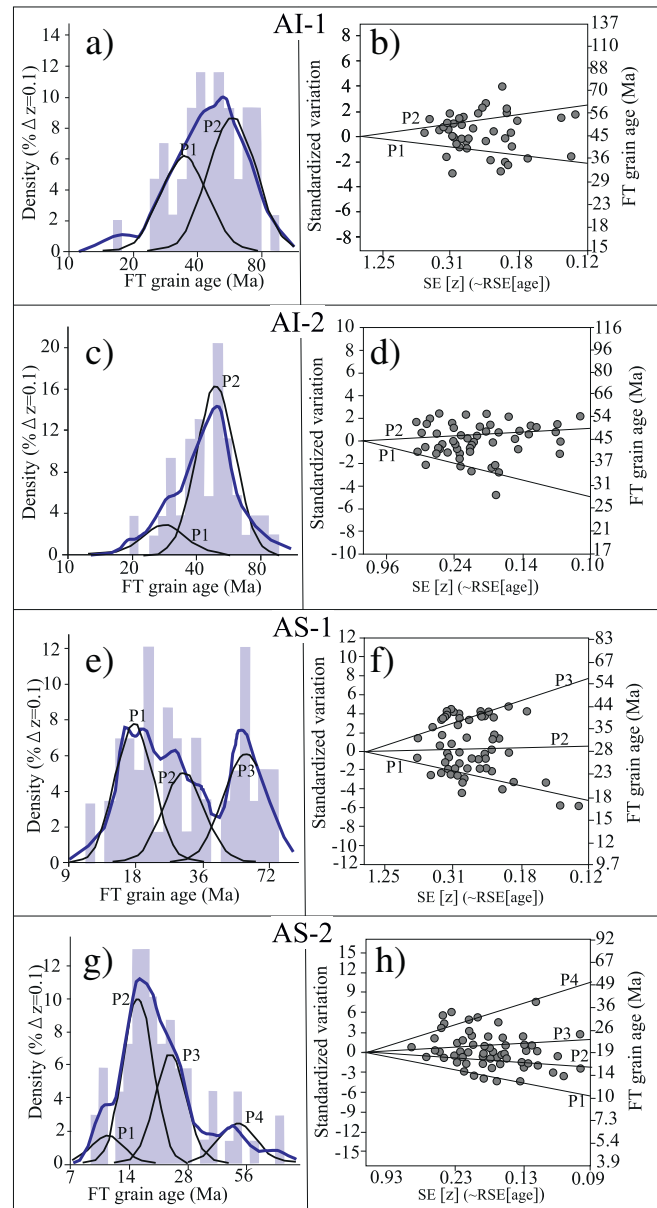 AI-1
a)
Density (% Δ z=0.1)
14
12
10
8
6
4
2
0
P1
P2
10 20 40 80
FT grain age (Ma)
b)
Standardized variation
8
6
4
2
0
-2
-4
-6
-8
P2
P1
137
110
88
70
56
45
36
29
23
18
15
FT grain age (Ma)
1.25 0.31 0.18 0.12
SE [z] (~RSE[age])
AI-2
c)
Density (% Δ z=0.1)
20
16
12
8
4
0
P2
P1
10 20 40 80
FT grain age (Ma)
d)
Standardized variation
10
8
6
4
2
0
-2
-4
-6
-8
-10
P2
P1
116
96
80
66
54
45
37
31
25
21
17
FT grain age (Ma)
0.96 0.24 0.14 0.10
SE [z] (~RSE[age])
AS-1
e)
Density (% Δ z=0.1)
12
10
8
6
4
2
0
P1
P2
P3
9 18 36 72
FT grain age (Ma)
f)
Standardized variation
12
10
8
6
4
2
0
-2
-4
-6
-8
-10
-12
P3
P2
P1
83
67
54
44
35
28
23
18
15
12
9.7
FT grain age (Ma)
1.25 0.31 0.18 0.12
SE [z] (~RSE[age])
AS-2
g)
Density (% Δ z=0.1)
12
10
8
6
4
2
0
P2
P3
P1
P4
7 14 28 56
FT grain age (Ma)
h)
Standardized variation
15
12
9
6
3
0
-3
-6
-9
-12
-15
P4
P3
P2
P1
92
67
49
36
26
19
14
10
7.3
5.4
3.9
FT grain age (Ma)
0.93 0.23 0.13 0.09
SE [z] (~RSE[age])